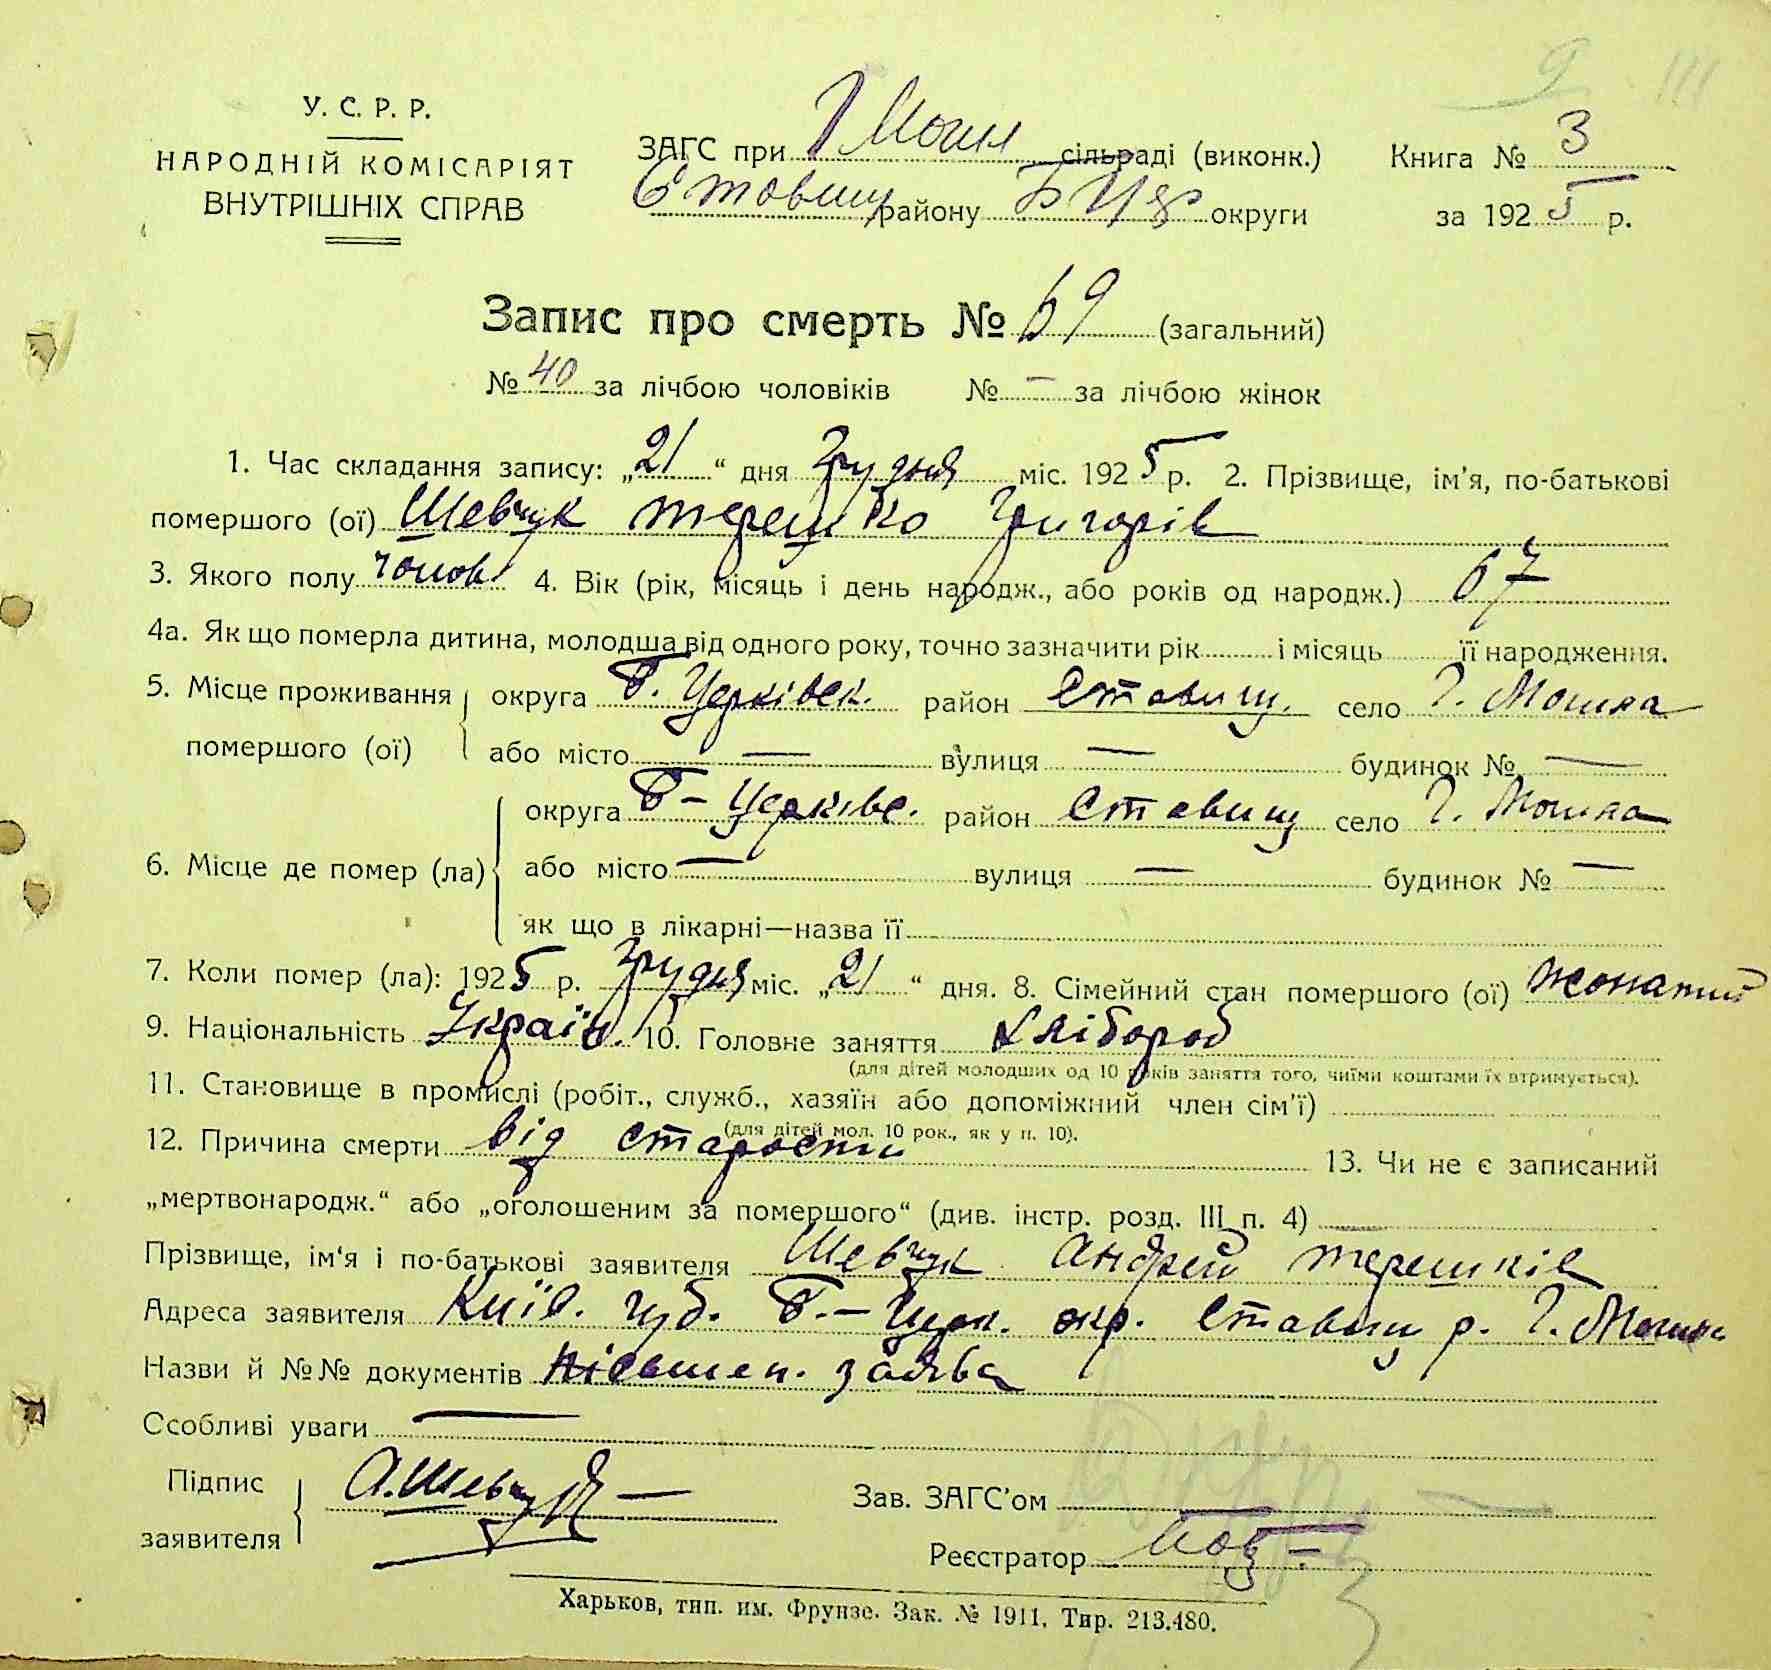 У. С. Р. Р.
НАРОДНІЙ КОМІСАРІЯТ
ВНУТРІШНІХ СПРАВ
ЗАГС при сільраді (виконк.)
району Б Цер округи
Книга № 3
за 1925 р.
Запис про смерть № 69 (загальний)
№ 40 за лічбою чоловіків № — за лічбою жінок
1. Час складання запису: „21“ дня Грудня міс. 1925 р. 2. Прізвище, ім'я, по-батькові
помершого (ої) Шевчук Терешко Григорів
3. Якого полу чолов. 4. Вік (рік, місяць і день народж., або років од народж.) 67
4а. Як що померла дитина, молодша від одного року, точно зазначити рік і місяць її народження.
5. Місце проживання помершого (ої) округа Б. Церківск. район Ставищ. село Г.
або місто — вулиця — будинок № —
6. Місце де помер (ла) округа Б – Церківс. район Ставищ село Г.
або місто — вулиця — будинок № —
як що в лікарні—назва її
7. Коли помер (ла): 1925 р. Грудня міс. „21“ дня. 8. Сімейний стан помершого (ої) жонатий
9. Національність Україн. 10. Головне заняття Хлібороб
(для дітей молодших од 10 років заняття того, чиїми коштами їх втримується).
11. Становище в промислі (робіт., служб., хазяїн або допоміжний член сім'ї)
(для дітей мол. 10 рок., як у п. 10).
12. Причина смерти від старости 13. Чи не є записаний
„мертвонародж.“ або „оголошеним за помершого“ (див. інстр. розд. III п. 4) —
Прізвище, ім'я і по-батькові заявителя Шевчук Андрей Терешків
Адреса заявителя Київ. губ. Б.– Церк. окр. Ставищ р. Г.
Назви й №№ документів пісьмен. заява
Особливі уваги —
Підпис заявителя А. Шевчук
Зав. ЗАГС'ом —
Реєстратор
Харьков, тип. им. Фрунзе. Зак. № 1911. Тир. 213.480.